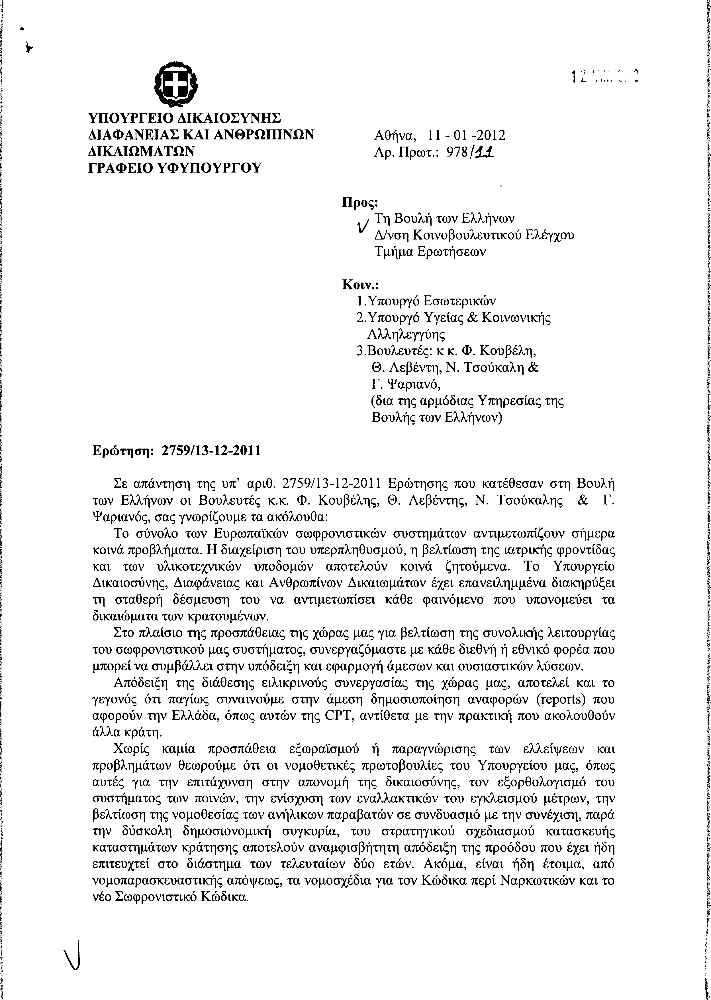 ΥΠΟΥΡΓΕΙΟ ΔΙΚΑΙΟΣΥΝΗΣ
ΔΙΑΦΑΝΕΙΑΣ ΚΑΙ ΑΝΘΡΩΠΙΝΩΝ
ΔΙΚΑΙΩΜΑΤΩΝ
ΓΡΑΦΕΙΟ ΥΦΥΠΟΥΡΓΟΥ
Αθήνα, 11 - 01 -2012
Αρ. Πρωτ.: 978/11
Προς:
Τη Βουλή των Ελλήνων
Δ/νση Κοινοβουλευτικού Ελέγχου
Τμήμα Ερωτήσεων
Κοιν.:
1.Υπουργό Εσωτερικών
2.Υπουργό Υγείας & Κοινωνικής
Αλληλεγγύης
3.Βουλευτές: κ κ. Φ. Κουβέλη,
Θ. Λεβέντη, Ν. Τσούκαλη &
Γ. Ψαριανό,
(δια της αρμόδιας Υπηρεσίας της
Βουλής των Ελλήνων)
Ερώτηση: 2759/13-12-2011
Σε απάντηση της υπ’ αριθ. 2759/13-12-2011 Ερώτησης που κατέθεσαν στη Βουλή
των Ελλήνων οι Βουλευτές κ.κ. Φ. Κουβέλης, Θ. Λεβέντης, Ν. Τσούκαλης & Γ.
Ψαριανός, σας γνωρίζουμε τα ακόλουθα:
Το σύνολο των Ευρωπαϊκών σωφρονιστικών συστημάτων αντιμετωπίζουν σήμερα
κοινά προβλήματα. Η διαχείριση του υπερπληθυσμού, η βελτίωση της ιατρικής φροντίδας
και των υλικοτεχνικών υποδομών αποτελούν κοινά ζητούμενα. Το Υπουργείο
Δικαιοσύνης, Διαφάνειας και Ανθρωπίνων Δικαιωμάτων έχει επανειλημμένα διακηρύξει
τη σταθερή δέσμευση του να αντιμετωπίσει κάθε φαινόμενο που υπονομεύει τα
δικαιώματα των κρατουμένων.
Στο πλαίσιο της προσπάθειας της χώρας μας για βελτίωση της συνολικής λειτουργίας
του σωφρονιστικού μας συστήματος, συνεργαζόμαστε με κάθε διεθνή ή εθνικό φορέα που
μπορεί να συμβάλλει στην υπόδειξη και εφαρμογή άμεσων και ουσιαστικών λύσεων.
Απόδειξη της διάθεσης ειλικρινούς συνεργασίας της χώρας μας, αποτελεί και το
γεγονός ότι παγίως συναινούμε στην άμεση δημοσιοποίηση αναφορών (reports) που
αφορούν την Ελλάδα, όπως αυτών της CPT, αντίθετα με την πρακτική που ακολουθούν
άλλα κράτη.
Χωρίς καμία προσπάθεια εξωραϊσμού ή παραγνώρισης των ελλείψεων και
προβλημάτων θεωρούμε ότι οι νομοθετικές πρωτοβουλίες του Υπουργείου μας, όπως
αυτές για την επιτάχυνση στην απονομή της δικαιοσύνης, τον εξορθολογισμό του
συστήματος των ποινών, την ενίσχυση των εναλλακτικών του εγκλεισμού μέτρων, την
βελτίωση της νομοθεσίας των ανήλικων παραβατών σε συνδυασμό με την συνέχιση, παρά
την δύσκολη δημοσιονομική συγκυρία, του στρατηγικού σχεδιασμού κατασκευής
καταστημάτων κράτησης αποτελούν αναμφισβήτητη απόδειξη της προόδου που έχει ήδη
επιτευχτεί στο διάστημα των τελευταίων δύο ετών. Ακόμα, είναι ήδη έτοιμα, από
νομοπαρασκευαστικής απόψεως, τα νομοσχέδια για τον Κώδικα περί Ναρκωτικών και το
νέο Σωφρονιστικό Κώδικα.